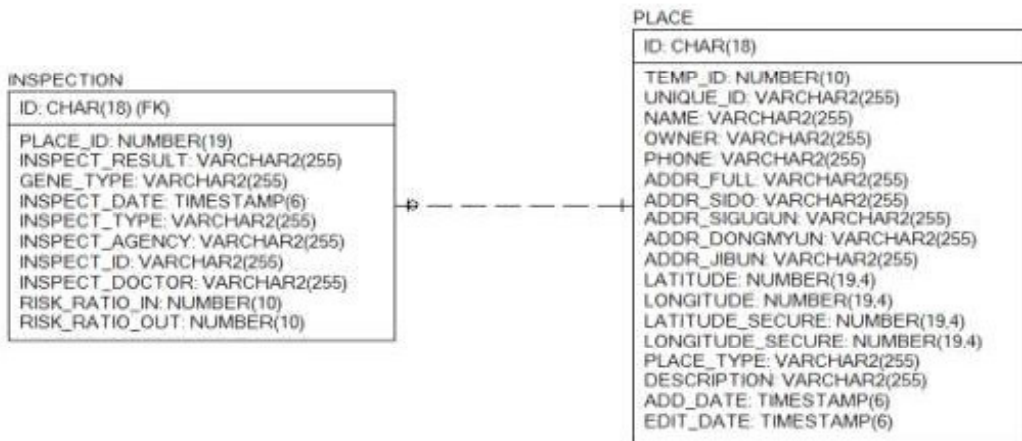 INSPECTION
ID: CHAR(18) (FK)
PLACE_ID: NUMBER(19)
INSPECT_RESULT: VARCHAR2(255)
GENE_TYPE: VARCHAR2(255)
INSPECT_DATE: TIMESTAMP(6)
INSPECT_TYPE: VARCHAR2(255)
INSPECT_AGENCY: VARCHAR2(255)
INSPECT_ID: VARCHAR2(255)
INSPECT_DOCTOR: VARCHAR2(255)
RISK_RATIO_IN: NUMBER(10)
RISK_RATIO_OUT: NUMBER(10)
PLACE
ID: CHAR(18)
TEMP_ID: NUMBER(10)
UNIQUE_ID: VARCHAR2(255)
NAME: VARCHAR2(255)
OWNER: VARCHAR2(255)
PHONE: VARCHAR2(255)
ADDR_FULL: VARCHAR2(255)
ADDR_SIDO: VARCHAR2(255)
ADDR_SIGUGUN: VARCHAR2(255)
ADDR_DONGMYUN: VARCHAR2(255)
ADDR_JIBUN: VARCHAR2(255)
LATITUDE: NUMBER(19,4)
LONGITUDE: NUMBER(19,4)
LATITUDE_SECURE: NUMBER(19,4)
LONGITUDE_SECURE: NUMBER(19,4)
PLACE_TYPE: VARCHAR2(255)
DESCRIPTION: VARCHAR2(255)
ADD_DATE: TIMESTAMP(6)
EDIT_DATE: TIMESTAMP(6)